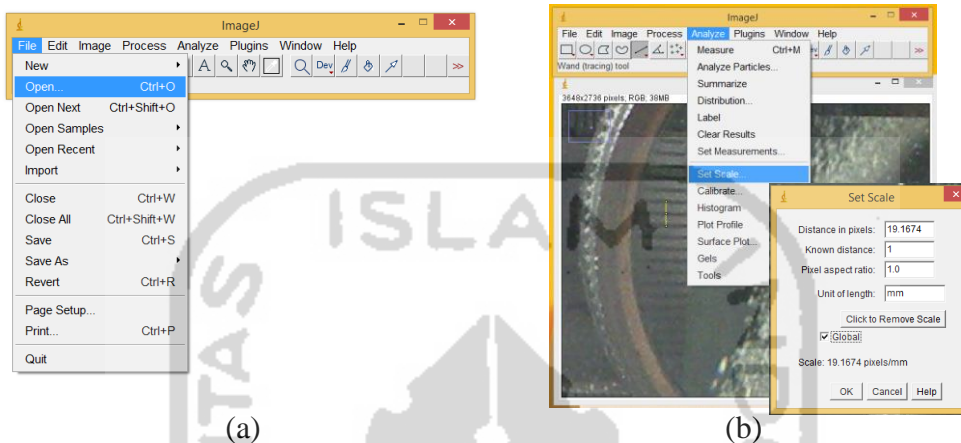 ImageJ
File Edit Image Process Analyze Plugins Window Help
A Dev >>
New
Open... Ctrl+O
Open Next Ctrl+Shift+O
Open Samples
Open Recent
Import
Close Ctrl+W
Close All Ctrl+Shift+W
Save Ctrl+S
Save As
Revert Ctrl+R
Page Setup...
Print... Ctrl+P
Quit
(a)
ImageJ
File Edit Image Process Analyze Plugins Window Help
Wand (tracing) tool
>>
3648x2736 pixels; RGB; 38MB
Measure Ctrl+M
Analyze Particles...
Summarize
Distribution...
Label
Clear Results
Set Measurements...
Set Scale...
Calibrate...
Histogram
Plot Profile
Surface Plot...
Gels
Tools
Set Scale
Distance in pixels: 19.1674
Known distance: 1
Pixel aspect ratio: 1.0
Unit of length: mm
Click to Remove Scale
Global
Scale: 19.1674 pixels/mm
OK Cancel Help
(b)
ISLAM